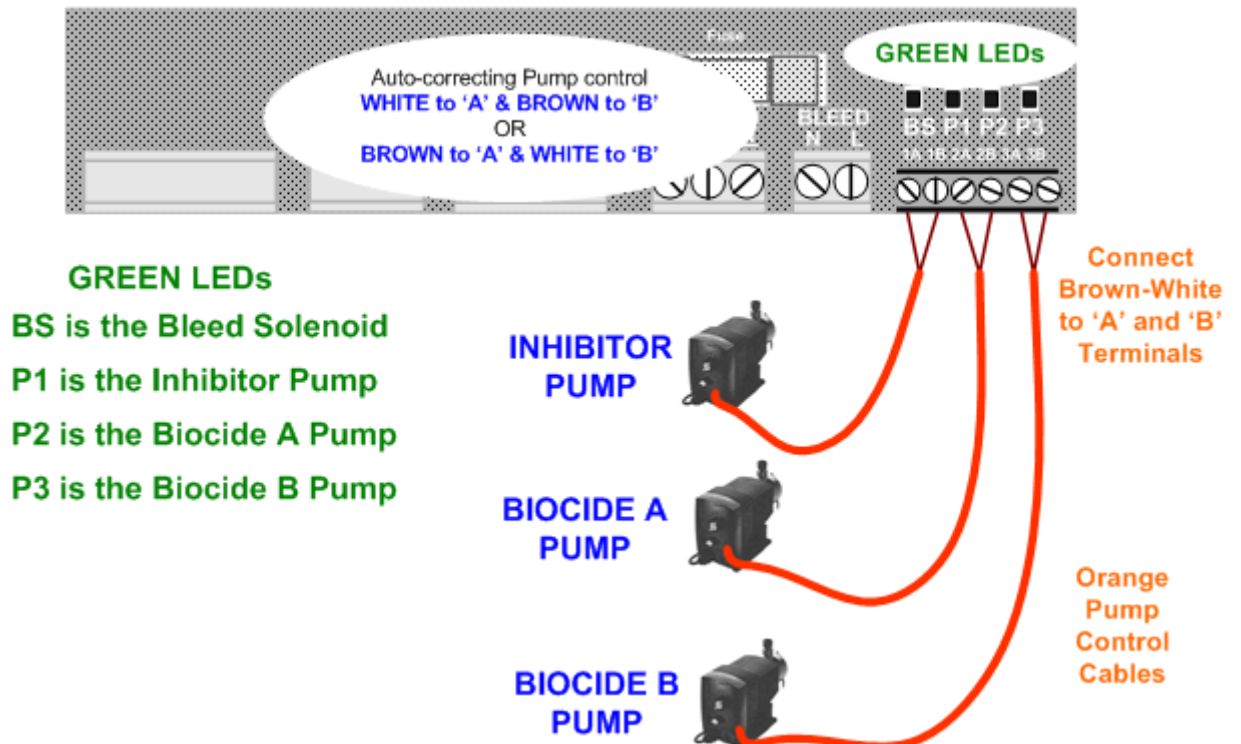 Fuse
GREEN LEDs
Auto-correcting Pump control
WHITE to ‘A’ & BROWN to ‘B’
OR
BROWN to ‘A’ & WHITE to ‘B’
BLEED
N L
BS P1 P2 P3
1A 1B 2A 2B 3A 3B
GREEN LEDs
BS is the Bleed Solenoid
P1 is the Inhibitor Pump
P2 is the Biocide A Pump
P3 is the Biocide B Pump
INHIBITOR
PUMP
BIOCIDE A
PUMP
BIOCIDE B
PUMP
Connect
Brown-White
to ‘A’ and ‘B’
Terminals
Orange
Pump
Control
Cables